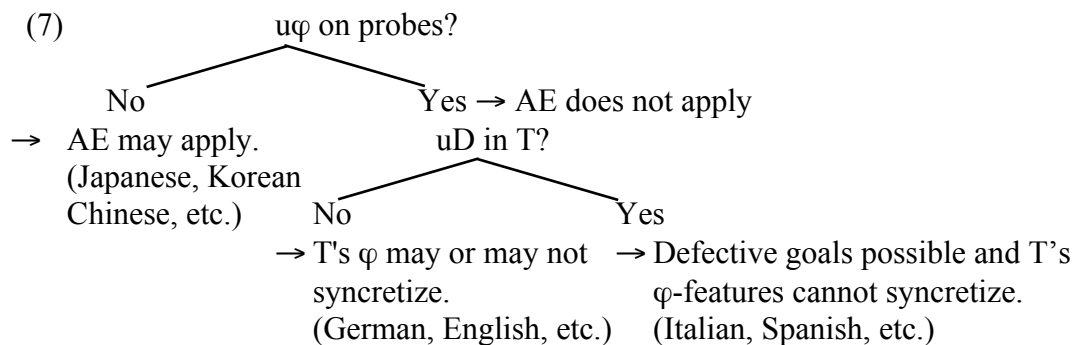 (7) uφ on probes?
No Yes → AE does not apply
→ AE may apply. uD in T?
(Japanese, Korean
Chinese, etc.) No Yes
→ T's φ may or may not → Defective goals possible and T’s
syncretize. φ-features cannot syncretize.
(German, English, etc.) (Italian, Spanish, etc.)